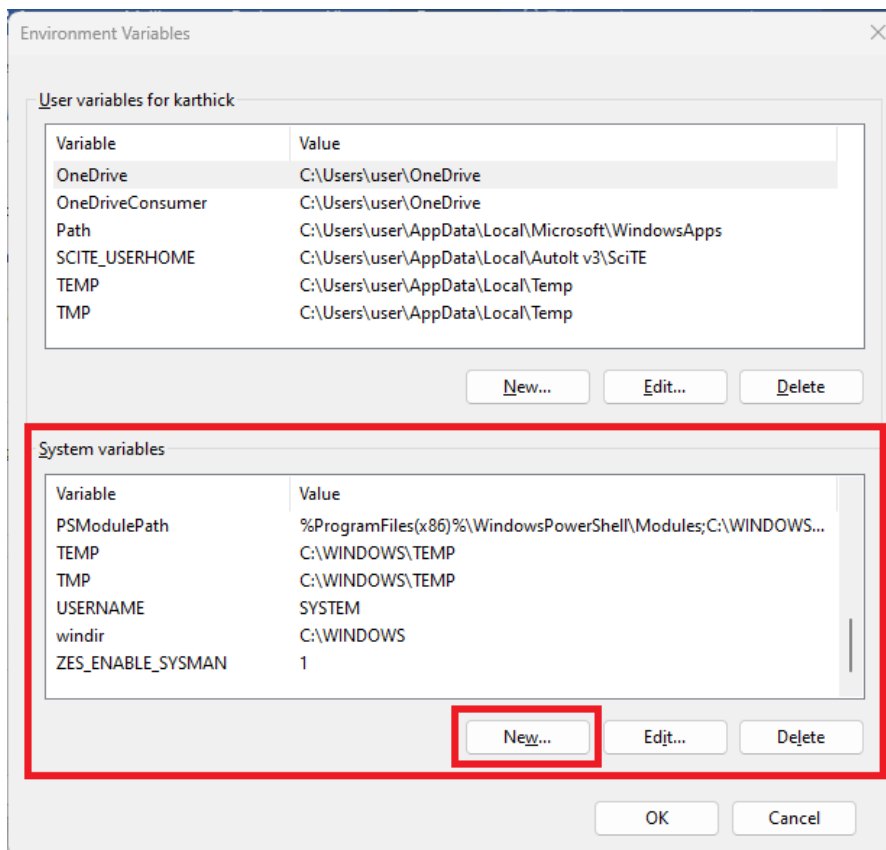 Environment Variables
User variables for karthick
Variable Value
OneDrive C:\Users\user\OneDrive
OneDriveConsumer C:\Users\user\OneDrive
Path C:\Users\user\AppData\Local\Microsoft\WindowsApps
SCITE_USERHOME C:\Users\user\AppData\Local\AutoIt v3\SciTE
TEMP C:\Users\user\AppData\Local\Temp
TMP C:\Users\user\AppData\Local\Temp
New... Edit... Delete
System variables
Variable Value
PSModulePath %ProgramFiles(x86)%\WindowsPowerShell\Modules;C:\WINDOWS...
TEMP C:\WINDOWS\TEMP
TMP C:\WINDOWS\TEMP
USERNAME SYSTEM
windir C:\WINDOWS
ZES_ENABLE_SYSMAN 1
New... Edit... Delete
OK Cancel